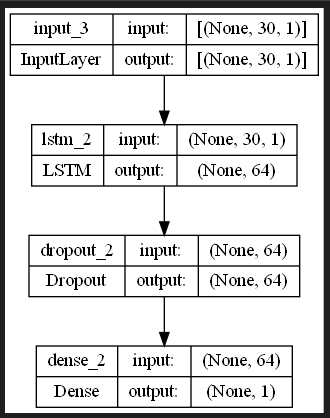 input_3 input: [(None, 30, 1)]
InputLayer output: [(None, 30, 1)]
lstm_2 input: (None, 30, 1)
LSTM output: (None, 64)
dropout_2 input: (None, 64)
Dropout output: (None, 64)
dense_2 input: (None, 64)
Dense output: (None, 1)